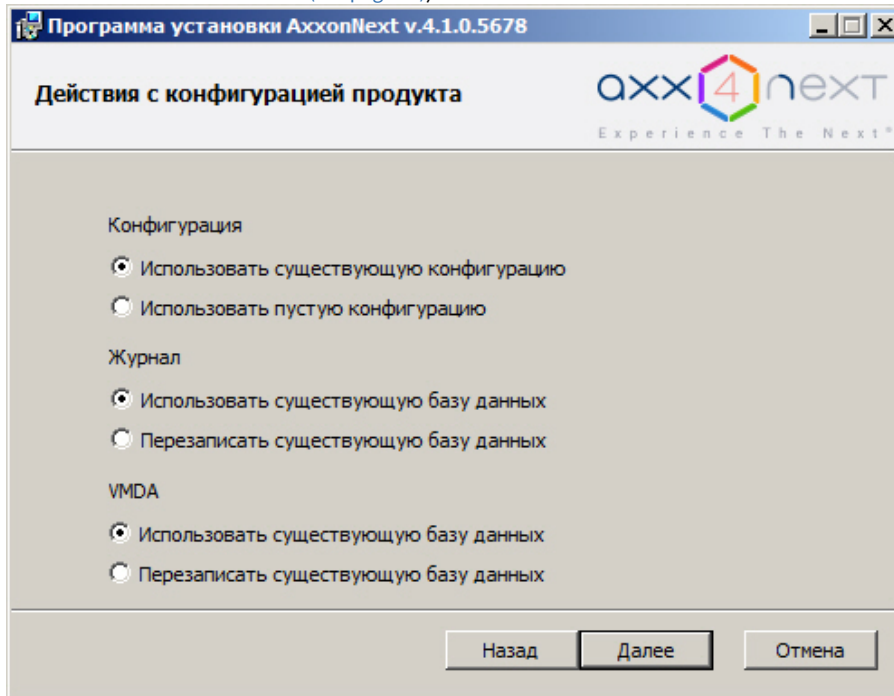 Программа установки AxxonNext v.4.1.0.5678
Действия с конфигурацией продукта
axx4next
Experience The Next®
Конфигурация
Использовать существующую конфигурацию
Использовать пустую конфигурацию
Журнал
Использовать существующую базу данных
Перезаписать существующую базу данных
VMDA
Использовать существующую базу данных
Перезаписать существующую базу данных
Назад
Далее
Отмена